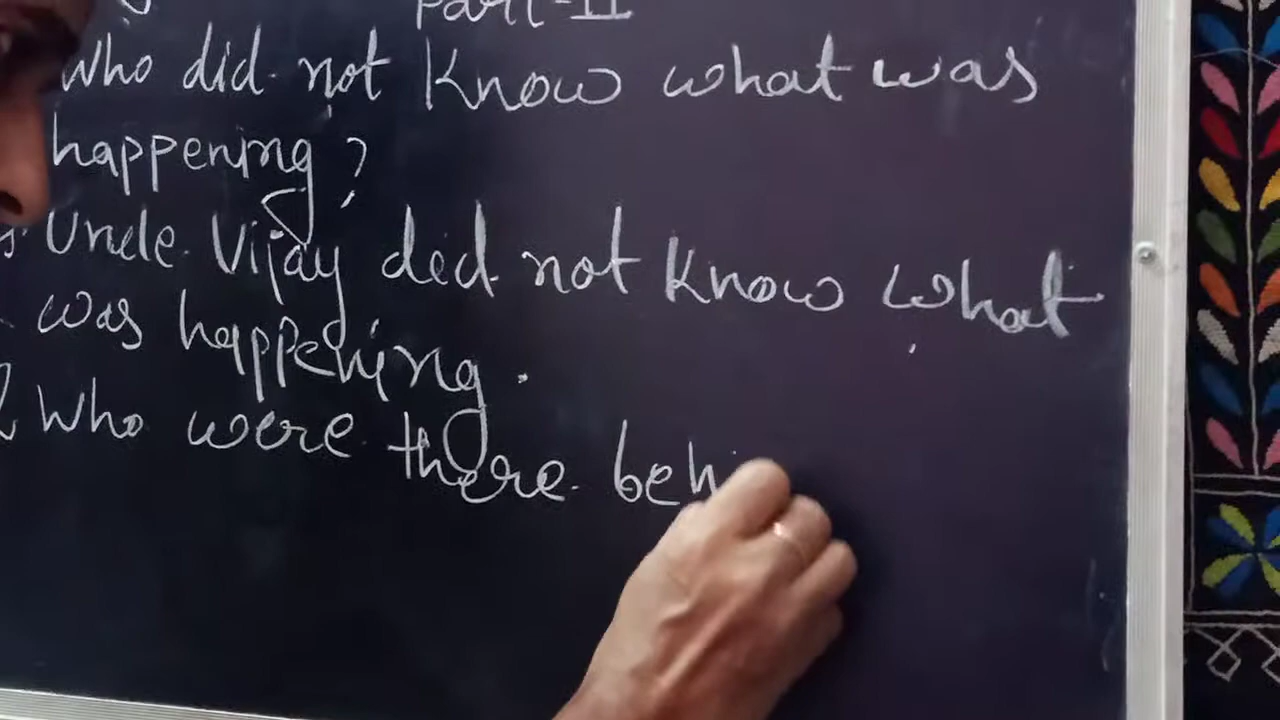 Part-II
Who did not know what was
happening?
Uncle Vijay did not know what
was happening.
Who were there beh